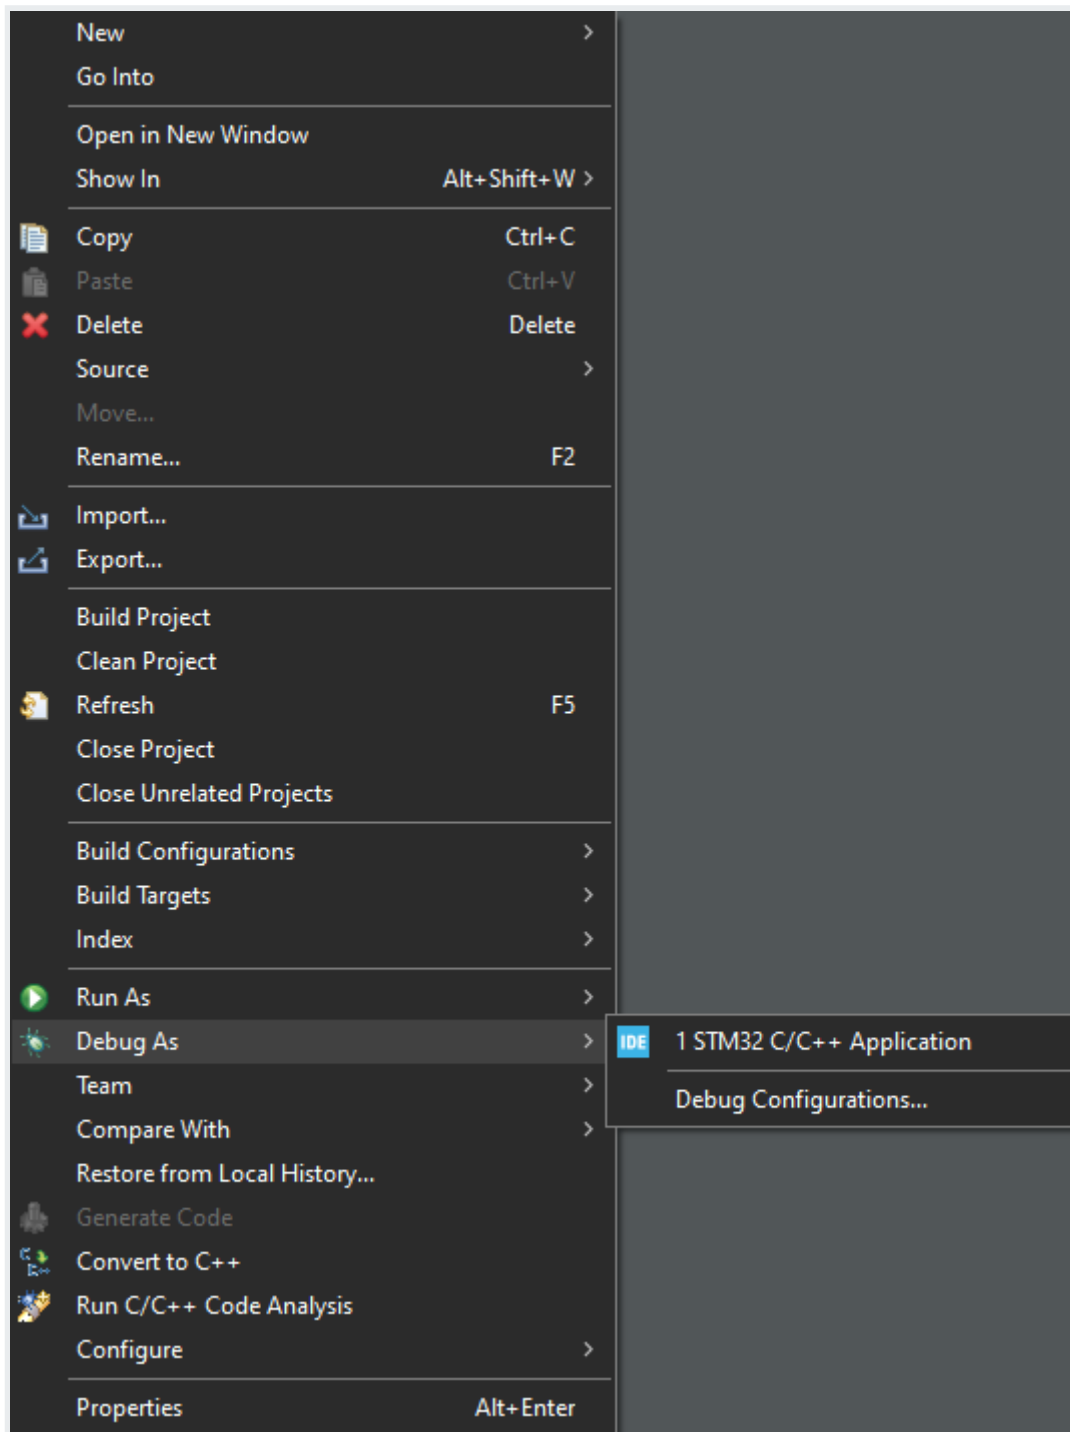 New
Go Into
Open in New Window
Show In Alt+Shift+W
Copy Ctrl+C
Paste Ctrl+V
Delete Delete
Source
Move...
Rename... F2
Import...
Export...
Build Project
Clean Project
Refresh F5
Close Project
Close Unrelated Projects
Build Configurations
Build Targets
Index
Run As
Debug As
IDE 1 STM32 C/C++ Application
Debug Configurations...
Team
Compare With
Restore from Local History...
Generate Code
Convert to C++
Run C/C++ Code Analysis
Configure
Properties Alt+Enter